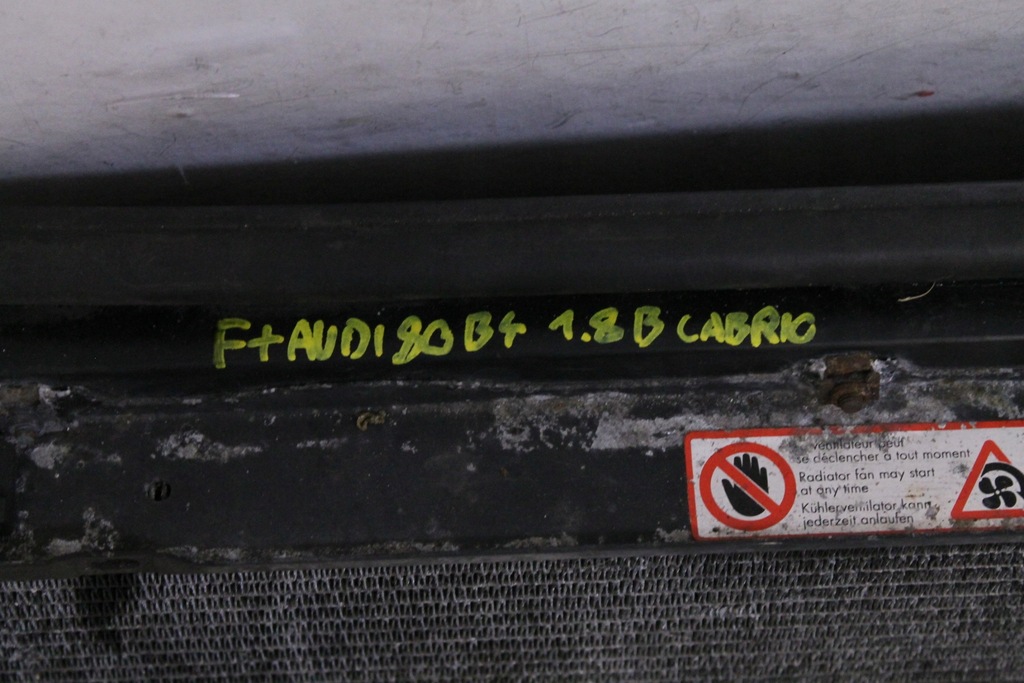 F+AUDI 80 B4 1.8 B CABRIO
ventilateur peut
se déclencher a tout moment
Radiator fan may start
at any time
Kühlerventilator kann
jederzeit anlaufen